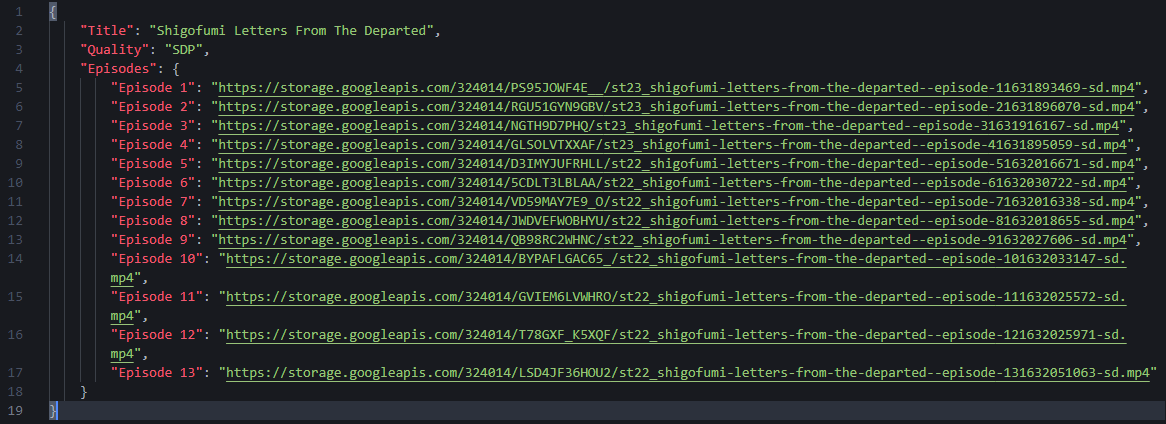 1 {
2 "Title": "Shigofumi Letters From The Departed",
3 "Quality": "SDP",
4 "Episodes": {
5 "Episode 1": "https://storage.googleapis.com/324014/PS95JOWF4E__/st23_shigofumi-letters-from-the-departed--episode-11631893469-sd.mp4",
6 "Episode 2": "https://storage.googleapis.com/324014/RGU51GYN9GBV/st23_shigofumi-letters-from-the-departed--episode-21631896070-sd.mp4",
7 "Episode 3": "https://storage.googleapis.com/324014/NGTH9D7PHQ/st23_shigofumi-letters-from-the-departed--episode-31631916167-sd.mp4",
8 "Episode 4": "https://storage.googleapis.com/324014/GLSOLVTXXAF/st23_shigofumi-letters-from-the-departed--episode-41631895059-sd.mp4",
9 "Episode 5": "https://storage.googleapis.com/324014/D3IMYJUFRHLL/st22_shigofumi-letters-from-the-departed--episode-51632016671-sd.mp4",
10 "Episode 6": "https://storage.googleapis.com/324014/5CDLT3LBLAA/st22_shigofumi-letters-from-the-departed--episode-61632030722-sd.mp4",
11 "Episode 7": "https://storage.googleapis.com/324014/VD59MAY7E9_O/st22_shigofumi-letters-from-the-departed--episode-71632016338-sd.mp4",
12 "Episode 8": "https://storage.googleapis.com/324014/JWDVEFWOBHYU/st22_shigofumi-letters-from-the-departed--episode-81632018655-sd.mp4",
13 "Episode 9": "https://storage.googleapis.com/324014/QB98RC2WHNC/st22_shigofumi-letters-from-the-departed--episode-91632027606-sd.mp4",
14 "Episode 10": "https://storage.googleapis.com/324014/BYPAFLGAC65_/st22_shigofumi-letters-from-the-departed--episode-101632033147-sd.
mp4",
15 "Episode 11": "https://storage.googleapis.com/324014/GVIEM6LVWHRO/st22_shigofumi-letters-from-the-departed--episode-111632025572-sd.
mp4",
16 "Episode 12": "https://storage.googleapis.com/324014/T78GXF_K5XQF/st22_shigofumi-letters-from-the-departed--episode-121632025971-sd.
mp4",
17 "Episode 13": "https://storage.googleapis.com/324014/LSD4JF36HOU2/st22_shigofumi-letters-from-the-departed--episode-131632051063-sd.mp4"
18 }
19 }